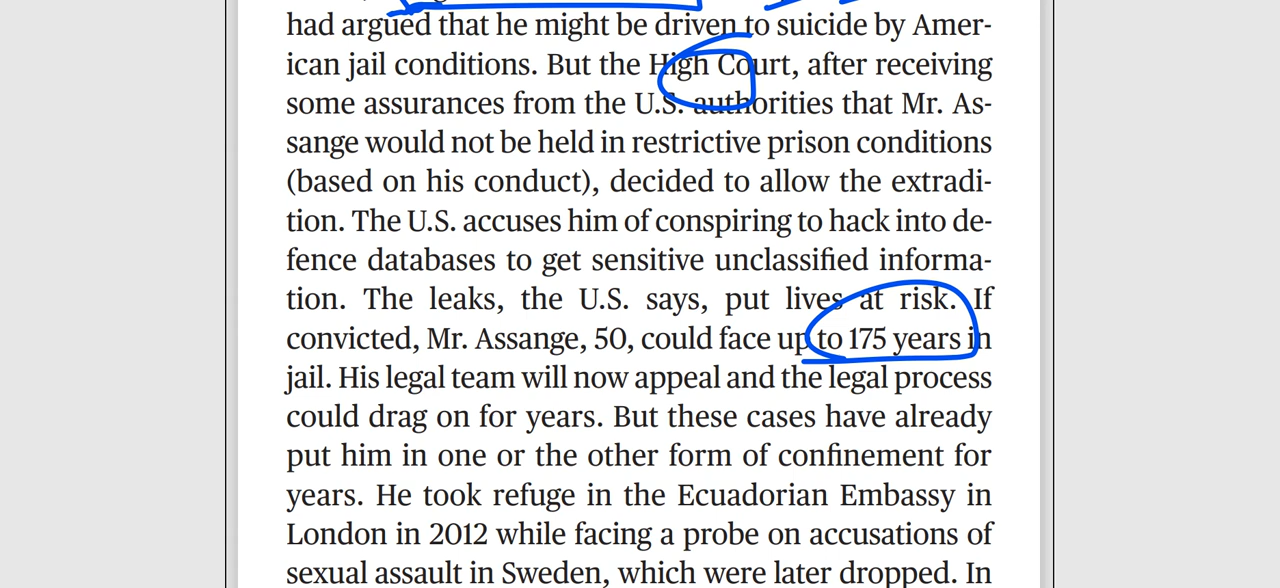 had argued that he might be driven to suicide by Amer-
ican jail conditions. But the High Court, after receiving
some assurances from the U.S. authorities that Mr. As-
sange would not be held in restrictive prison conditions
(based on his conduct), decided to allow the extradi-
tion. The U.S. accuses him of conspiring to hack into de-
fence databases to get sensitive unclassified informa-
tion. The leaks, the U.S. says, put lives at risk. If
convicted, Mr. Assange, 50, could face up to 175 years in
jail. His legal team will now appeal and the legal process
could drag on for years. But these cases have already
put him in one or the other form of confinement for
years. He took refuge in the Ecuadorian Embassy in
London in 2012 while facing a probe on accusations of
sexual assault in Sweden, which were later dropped. In